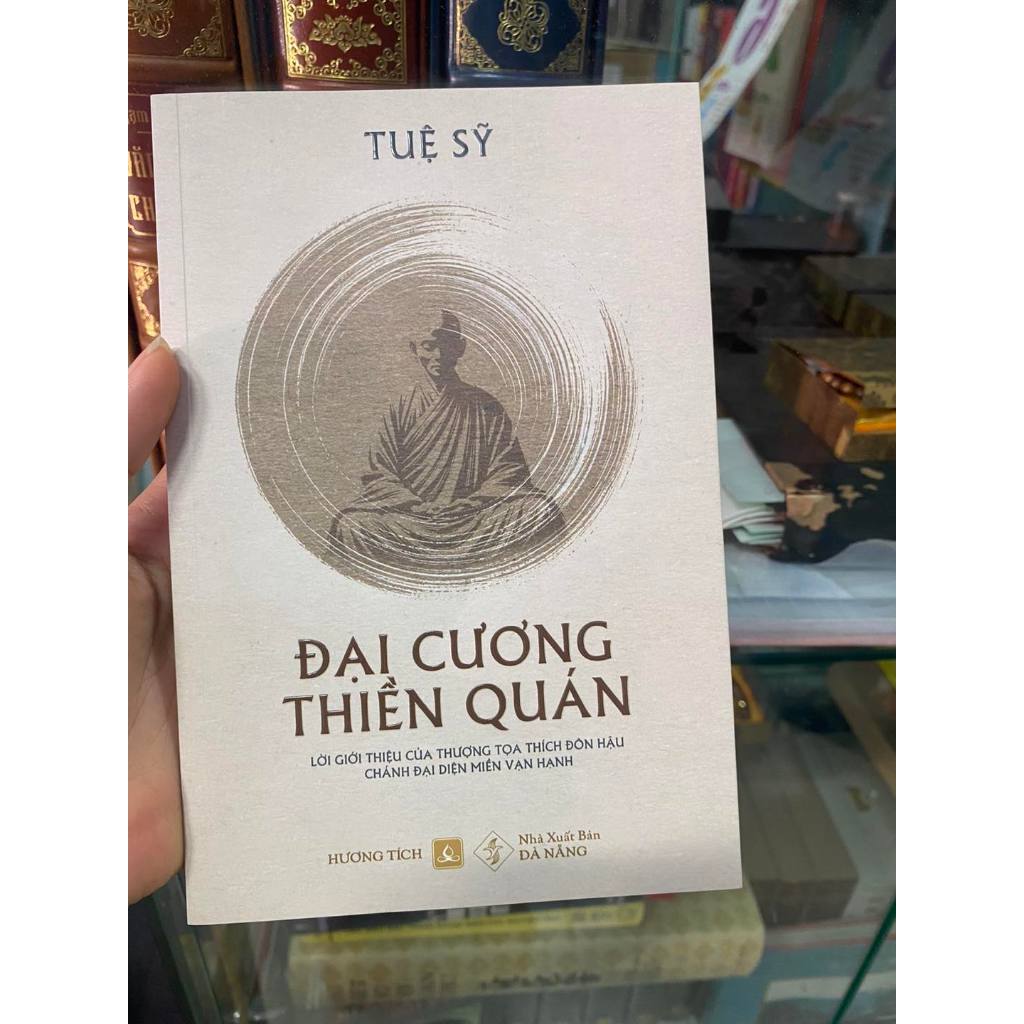 TUỆ SỸ
ĐẠI CƯƠNG
THIỀN QUÁN
LỜI GIỚI THIỆU CỦA THƯỢNG TỌA THÍCH ĐÔN HẬU
CHÁNH ĐẠI DIỆN MIỀN VẠN HẠNH
HƯƠNG TÍCH
Nhà Xuất Bản
ĐÀ NẴNG